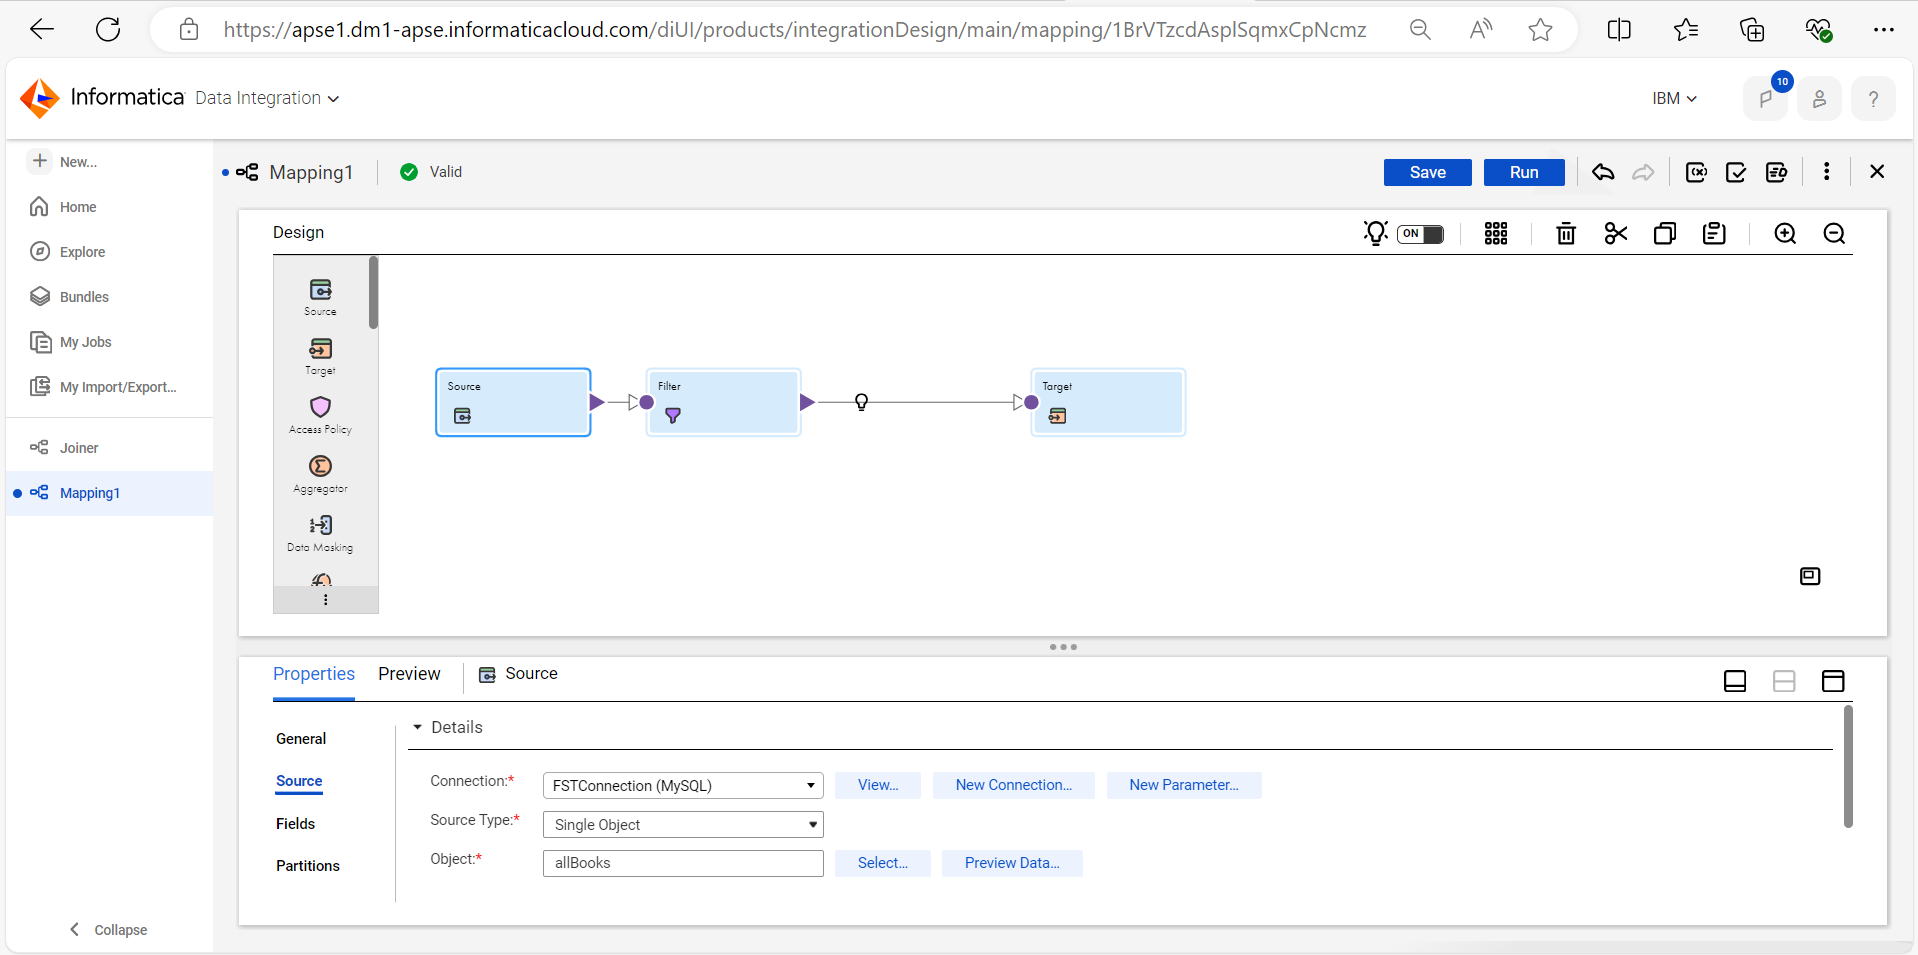 https://apse1.dm1-apse.informaticacloud.com/diUI/products/integrationDesign/main/mapping/1BrVTzcdAsplSqmxCpNcmz
Informatica Data Integration
IBM
10
?
New...
Home
Explore
Bundles
My Jobs
My Import/Export...
Joiner
Mapping1
Collapse
Mapping1
Valid
Save
Run
Design
ON
Source
Target
Access Policy
Aggregator
Data Masking
Source
Filter
Target
Properties
Preview
Source
General
Source
Fields
Partitions
Details
Connection:*
FSTConnection (MySQL)
View...
New Connection...
New Parameter...
Source Type:*
Single Object
Object:*
allBooks
Select...
Preview Data...